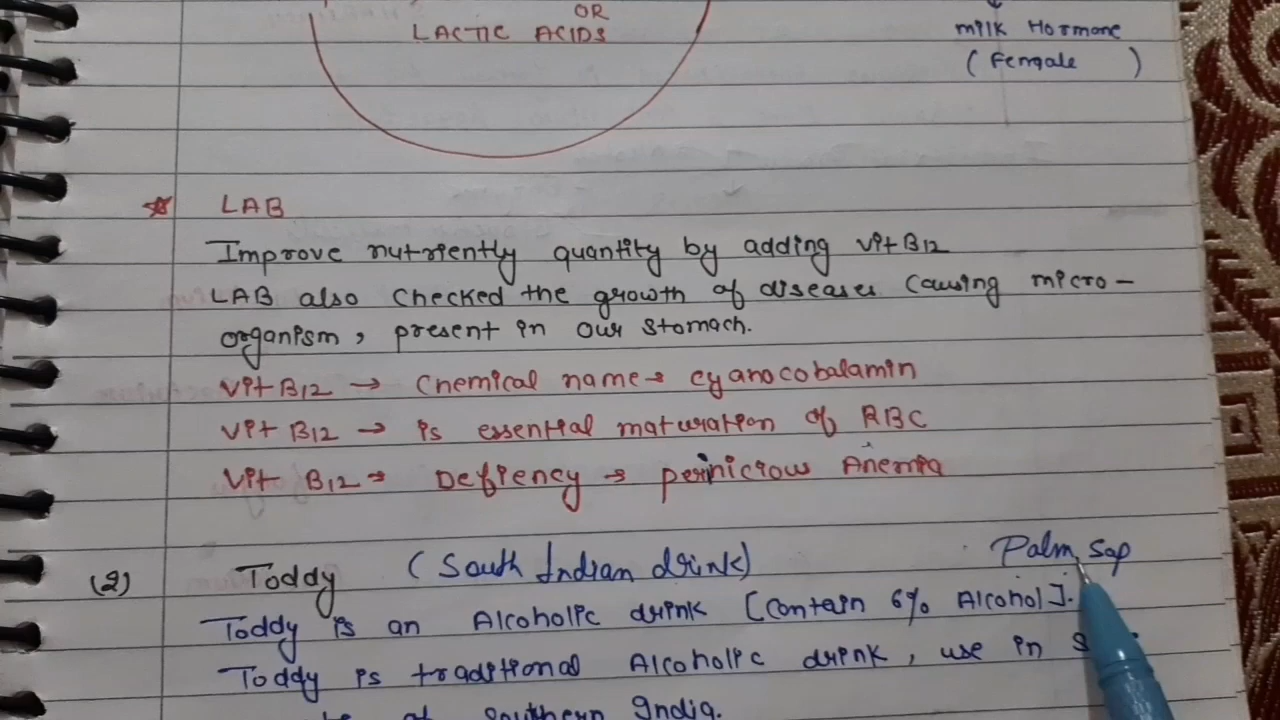 OR
LACTIC ACIDS
milk Hormone
(Female)
LAB
Improve nutriently quantity by adding vit B12
LAB also checked the growth of diseases causing micro-
organism, present in our stomach.
Vit B12 → Chemical name → cyanocobalamin
Vit B12 → is essential maturation of RBC
Vit B12 → Defiency → perinicious Anemia
(2) Toddy (South Indian drink) Palm Sap
Toddy is an Alcoholic drink [contain 6% Alcohol].
Toddy is traditional Alcoholic drink, use in
of Southern India.